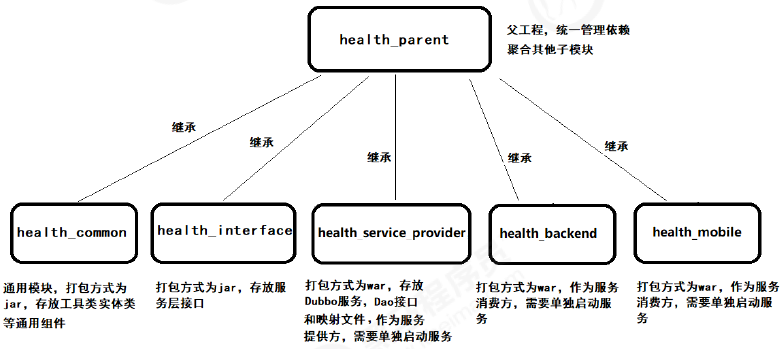 health_parent
父工程，统一管理依赖
聚合其他子模块
继承
继承
继承
继承
继承
health_common
health_interface
health_service_provider
health_backend
health_mobile
通用模块，打包方式为
jar，存放工具类实体类
等通用组件
打包方式为jar，存放服
务层接口
打包方式为war，存放
Dubbo服务，Dao接口
和映射文件，作为服务
提供方，需要单独启动服务
打包方式为war，作为服务
消费方，需要单独启动服
务
打包方式为war，作为服务
消费方，需要单独启动服
务